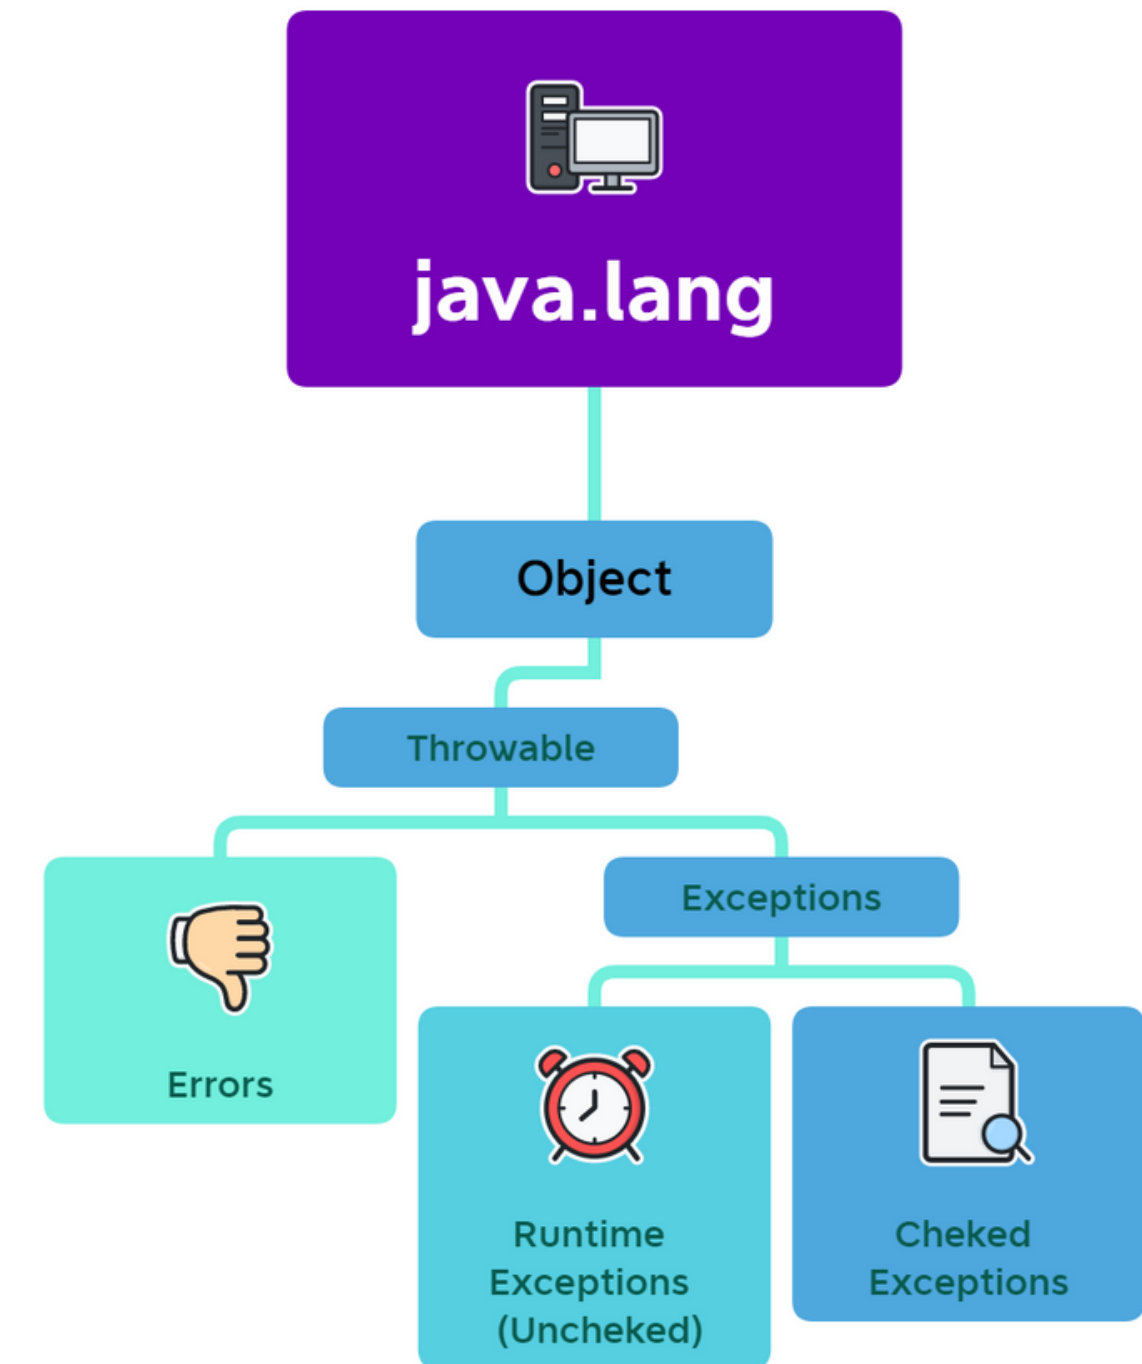 java.lang
Object
Throwable
Exceptions
Errors
Runtime
Exceptions
(Uncheked)
Cheked
Exceptions